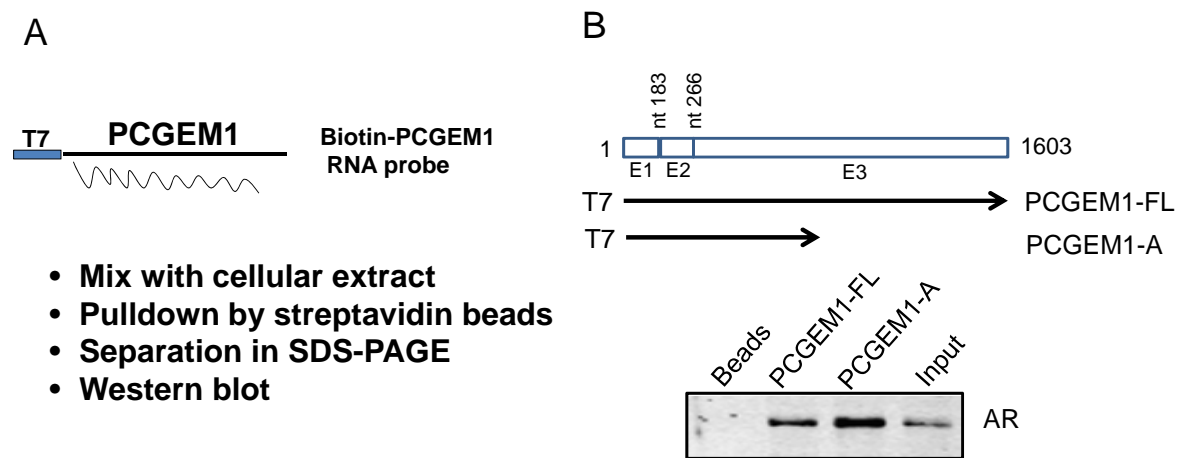 A
T7 PCGEM1
Biotin-PCGEM1
RNA probe
• Mix with cellular extract
• Pulldown by streptavidin beads
• Separation in SDS-PAGE
• Western blot
B
nt 183
nt 266
1 1603
E1 E2 E3
T7 PCGEM1-FL
T7 PCGEM1-A
Beads
PCGEM1-FL
PCGEM1-A
Input
AR